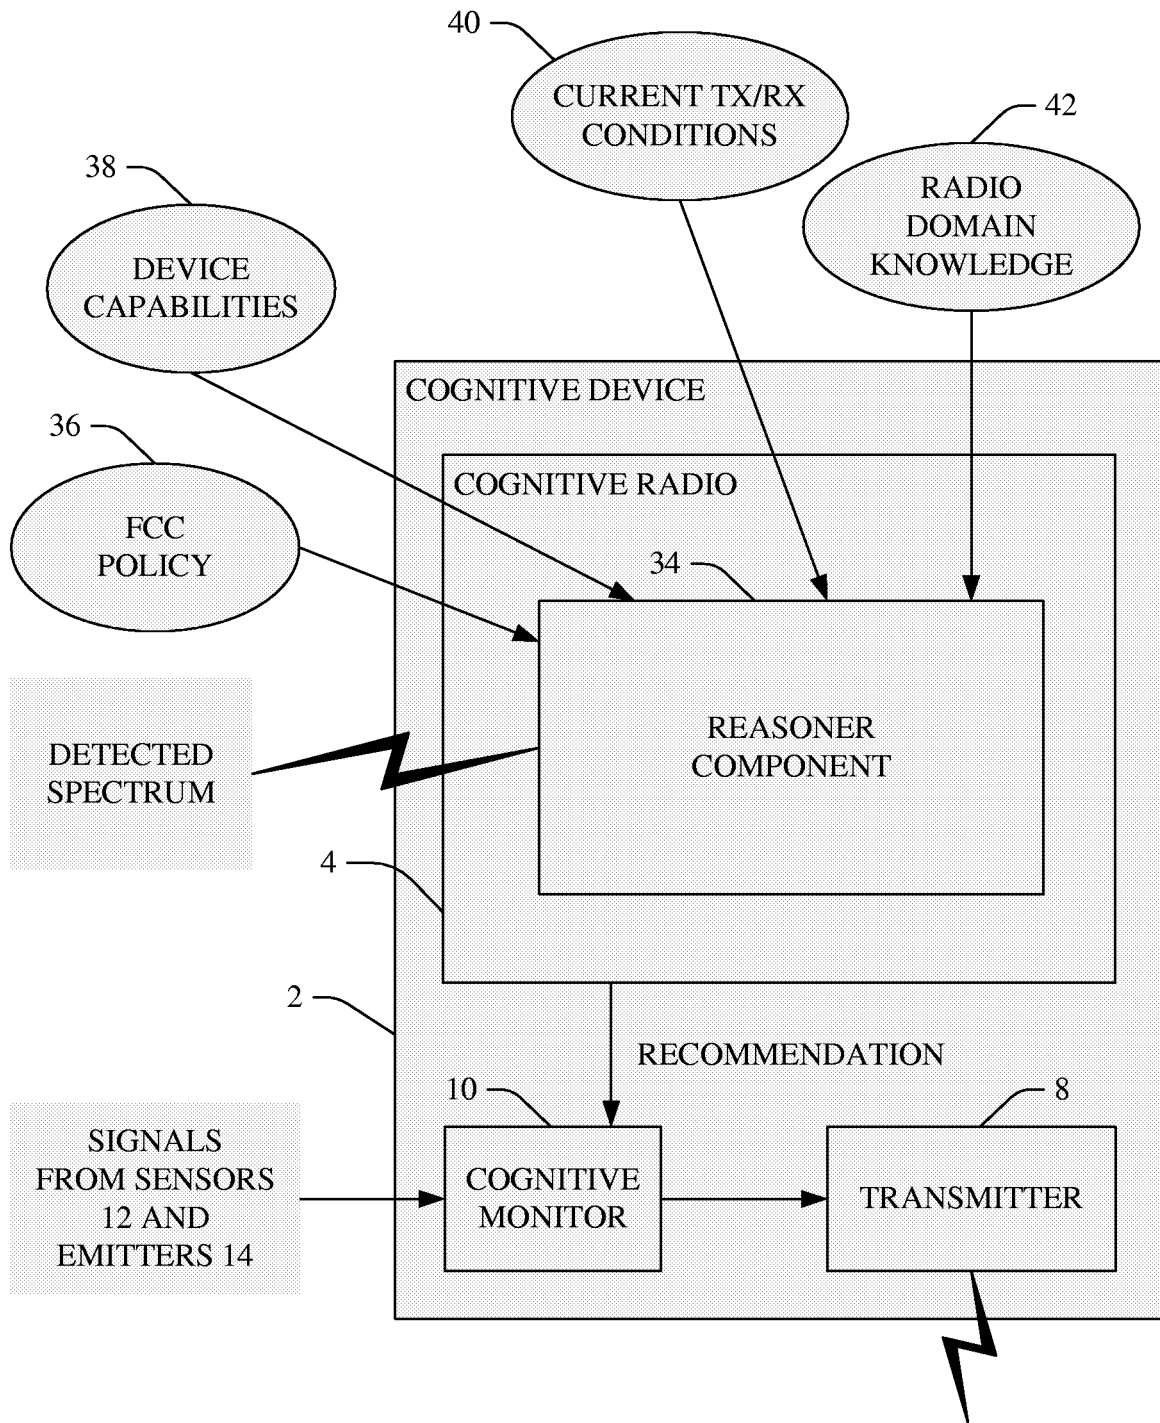 40
CURRENT TX/RX
CONDITIONS
42
RADIO
DOMAIN
KNOWLEDGE
38
DEVICE
CAPABILITIES
COGNITIVE DEVICE
36
FCC
POLICY
COGNITIVE RADIO
34
REASONER
COMPONENT
DETECTED
SPECTRUM
4
2
RECOMMENDATION
10
8
SIGNALS
FROM SENSORS
12 AND
EMITTERS 14
COGNITIVE
MONITOR
TRANSMITTER